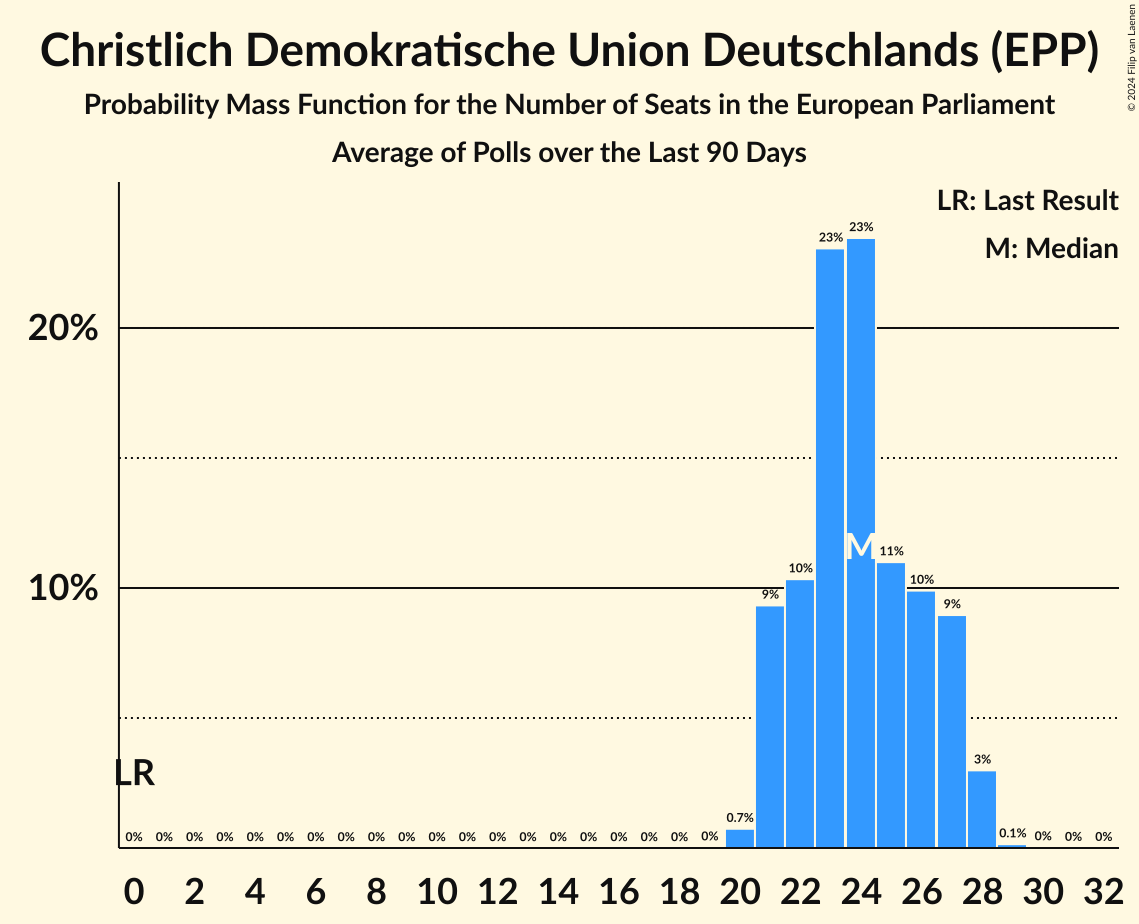 Christlich Demokratische Union Deutschlands (EPP)
Probability Mass Function for the Number of Seats in the European Parliament
Average of Polls over the Last 90 Days
© 2024 Filip van Laenen
LR: Last Result
M: Median
23% 23%
20%
M 11%
10% 10%
10%
9% 9%
LR
3%
0.7% 0.1%
0% 0% 0% 0% 0% 0% 0% 0% 0% 0% 0% 0% 0% 0% 0% 0% 0% 0% 0% 0% 0% 0% 0%
0 2 4 6 8 10 12 14 16 18 20 22 24 26 28 30 32